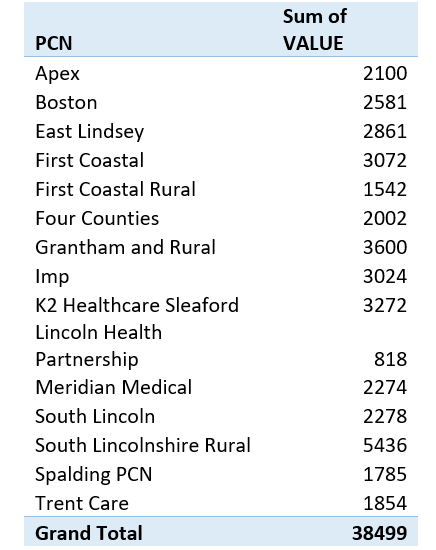 PCN Sum of VALUE
Apex 2100
Boston 2581
East Lindsey 2861
First Coastal 3072
First Coastal Rural 1542
Four Counties 2002
Grantham and Rural 3600
Imp 3024
K2 Healthcare Sleaford 3272
Lincoln Health
Partnership 818
Meridian Medical 2274
South Lincoln 2278
South Lincolnshire Rural 5436
Spalding PCN 1785
Trent Care 1854
Grand Total 38499